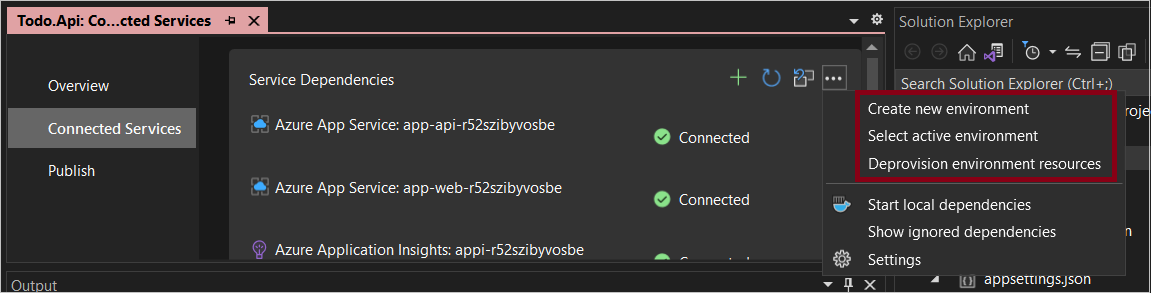 Todo.Api: Co...cted Services
Solution Explorer
Search Solution Explorer (Ctrl+;)
Overview
Connected Services
Publish
Service Dependencies
Azure App Service: app-api-r52szibyvosbe
Connected
Azure App Service: app-web-r52szibyvosbe
Connected
Azure Application Insights: appi-r52szibyvosbe
Create new environment
Select active environment
Deprovision environment resources
Start local dependencies
Show ignored dependencies
Settings
appsettings.json
Output